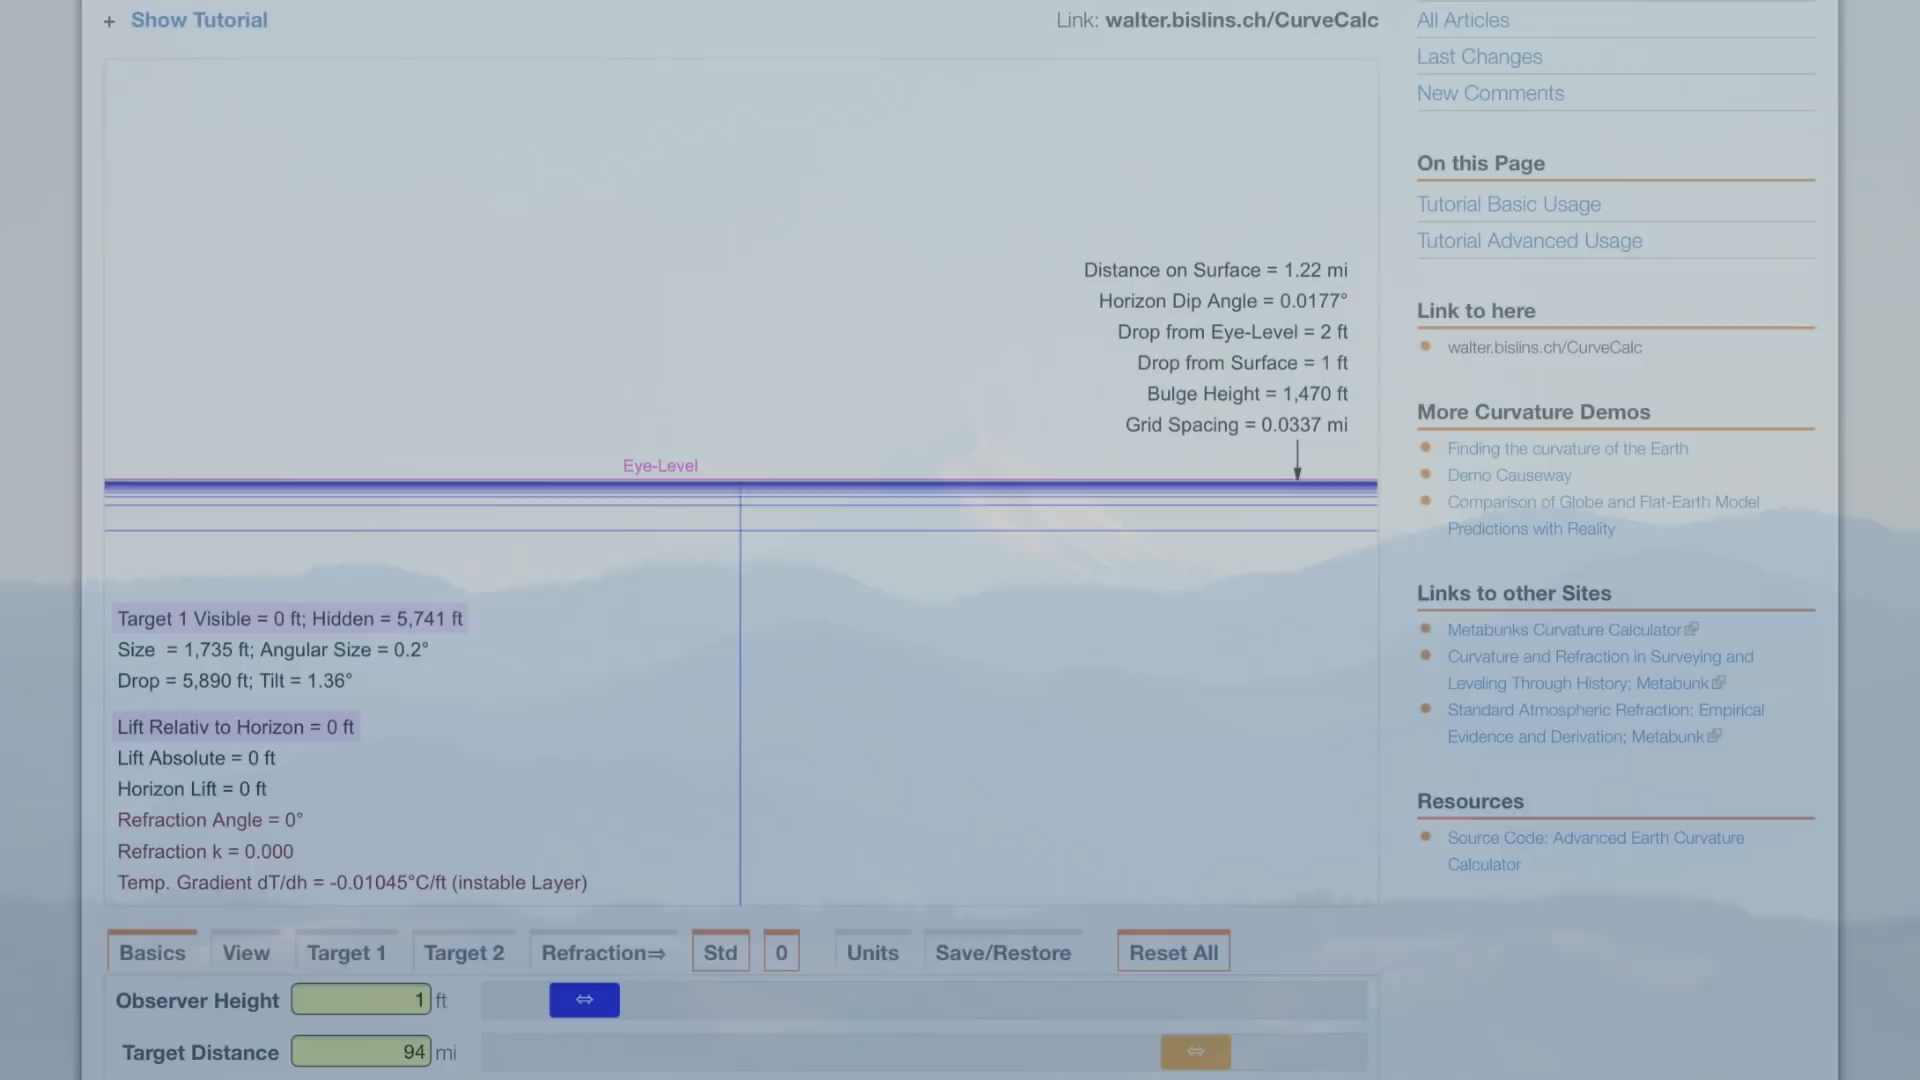 + Show Tutorial
Link: walter.bislins.ch/CurveCalc
Distance on Surface = 1.22 mi
Horizon Dip Angle = 0.0177°
Drop from Eye-Level = 2 ft
Drop from Surface = 1 ft
Bulge Height = 1,470 ft
Grid Spacing = 0.0337 mi
Eye-Level
Target 1 Visible = 0 ft; Hidden = 5,741 ft
Size = 1,735 ft; Angular Size = 0.2°
Drop = 5,890 ft; Tilt = 1.36°
Lift Relativ to Horizon = 0 ft
Lift Absolute = 0 ft
Horizon Lift = 0 ft
Refraction Angle = 0°
Refraction k = 0.000
Temp. Gradient dT/dh = -0.01045°C/ft (instable Layer)
Basics View Target 1 Target 2 Refraction⇒ Std 0 Units Save/Restore Reset All
Observer Height 1 ft ⇔
Target Distance 94 mi ⇔
All Articles
Last Changes
New Comments
On this Page
Tutorial Basic Usage
Tutorial Advanced Usage
Link to here
walter.bislins.ch/CurveCalc
More Curvature Demos
Finding the curvature of the Earth
Demo Causeway
Comparison of Globe and Flat-Earth Model
Predictions with Reality
Links to other Sites
Metabunks Curvature Calculator
Curvature and Refraction in Surveying and
Leveling Through History; Metabunk
Standard Atmospheric Refraction: Empirical
Evidence and Derivation; Metabunk
Resources
Source Code: Advanced Earth Curvature
Calculator